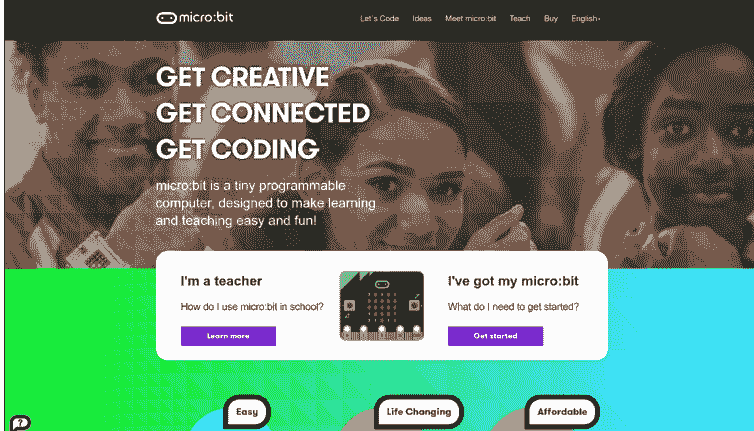 micro:bit
Let's Code Ideas Meet micro:bit Teach Buy English
GET CREATIVE
GET CONNECTED
GET CODING
micro:bit is a tiny programmable
computer, designed to make learning
and teaching easy and fun!
I'm a teacher
How do I use micro:bit in school?
Learn more
I've got my micro:bit
What do I need to get started?
Get started
Easy
Life Changing
Affordable
?